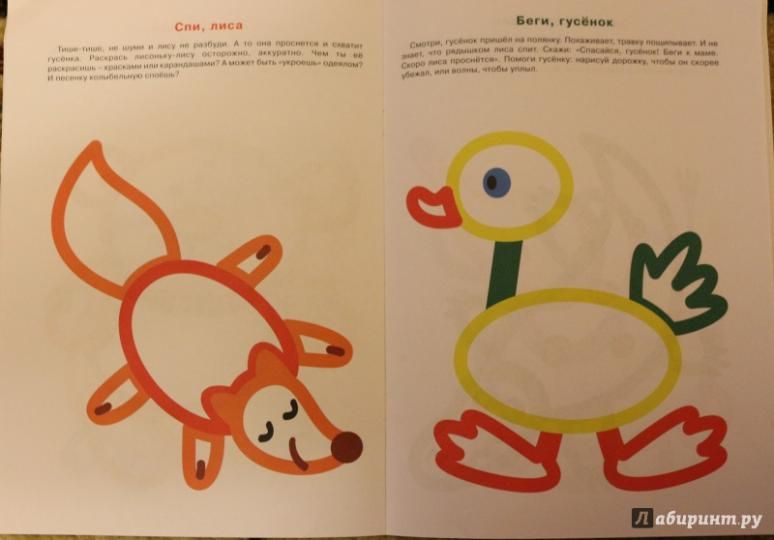 Спи, лиса
Тише-тише, не шуми и лису не разбуди. А то она проснется и схватит
гусёнка. Раскрась лисоньку-лису осторожно, аккуратно. Чем ты её
раскрасишь – красками или карандашами? А может быть «укроешь» одеялом?
И песенку колыбельную споёшь?
Беги, гусёнок
Смотри, гусёнок пришёл на полянку. Похаживает, травку пощипывает. И не
знает, что рядышком лиса спит. Скажи: «Спасайся, гусёнок! Беги к маме.
Скоро лиса проснётся». Помоги гусёнку: нарисуй дорожку, чтобы он скорее
убежал, или волны, чтобы уплыл.
Лабиринт.ру